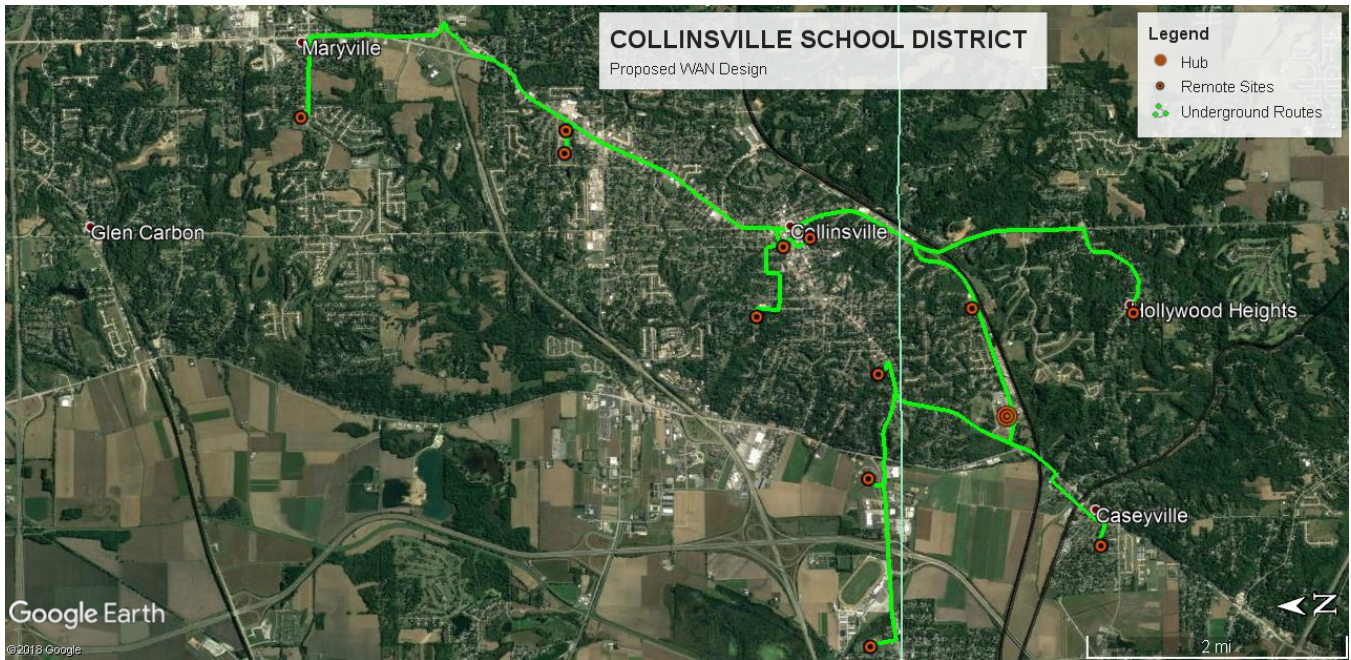 COLLINSVILLE SCHOOL DISTRICT
Proposed WAN Design
Legend
Hub
Remote Sites
Underground Routes
Maryville
Glen Carbon
Collinsville
Hollywood Heights
Caseyville
Google Earth
©2018 Google
N
2 mi